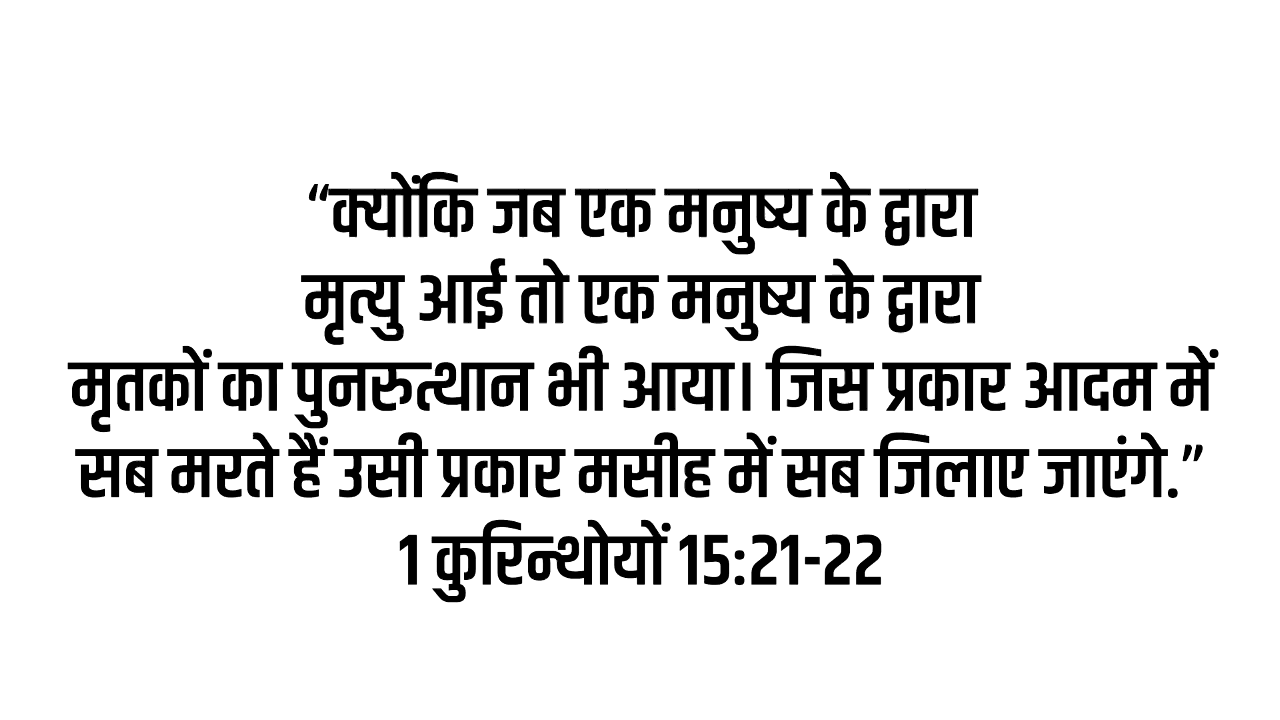 “क्योंकि जब एक मनुष्य के द्वारा
मृत्यु आई तो एक मनुष्य के द्वारा
मृतकों का पुनरुत्थान भी आया। जिस प्रकार आदम में
सब मरते हैं उसी प्रकार मसीह में सब जिलाए जाएंगे.”
1 कुरिन्थोयों 15:21-22